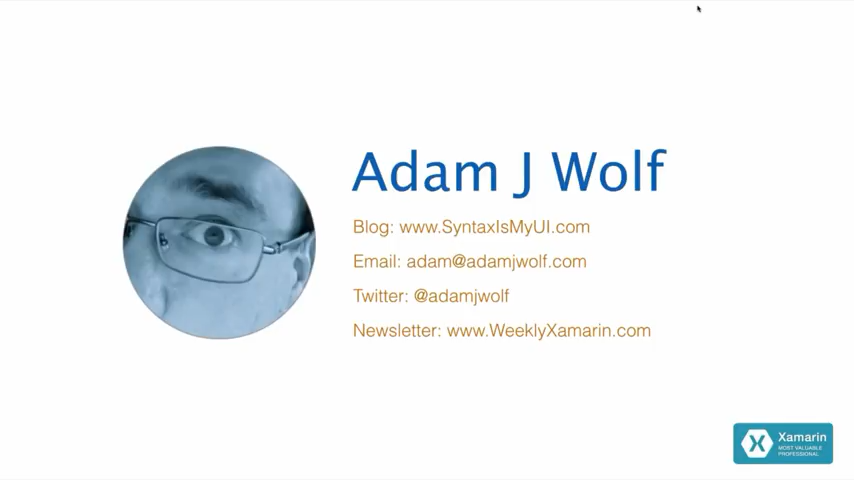 Adam J Wolf
Blog: www.SyntaxIsMyUI.com
Email: adam@adamjwolf.com
Twitter: @adamjwolf
Newsletter: www.WeeklyXamarin.com
Xamarin
MOST VALUABLE
PROFESSIONAL